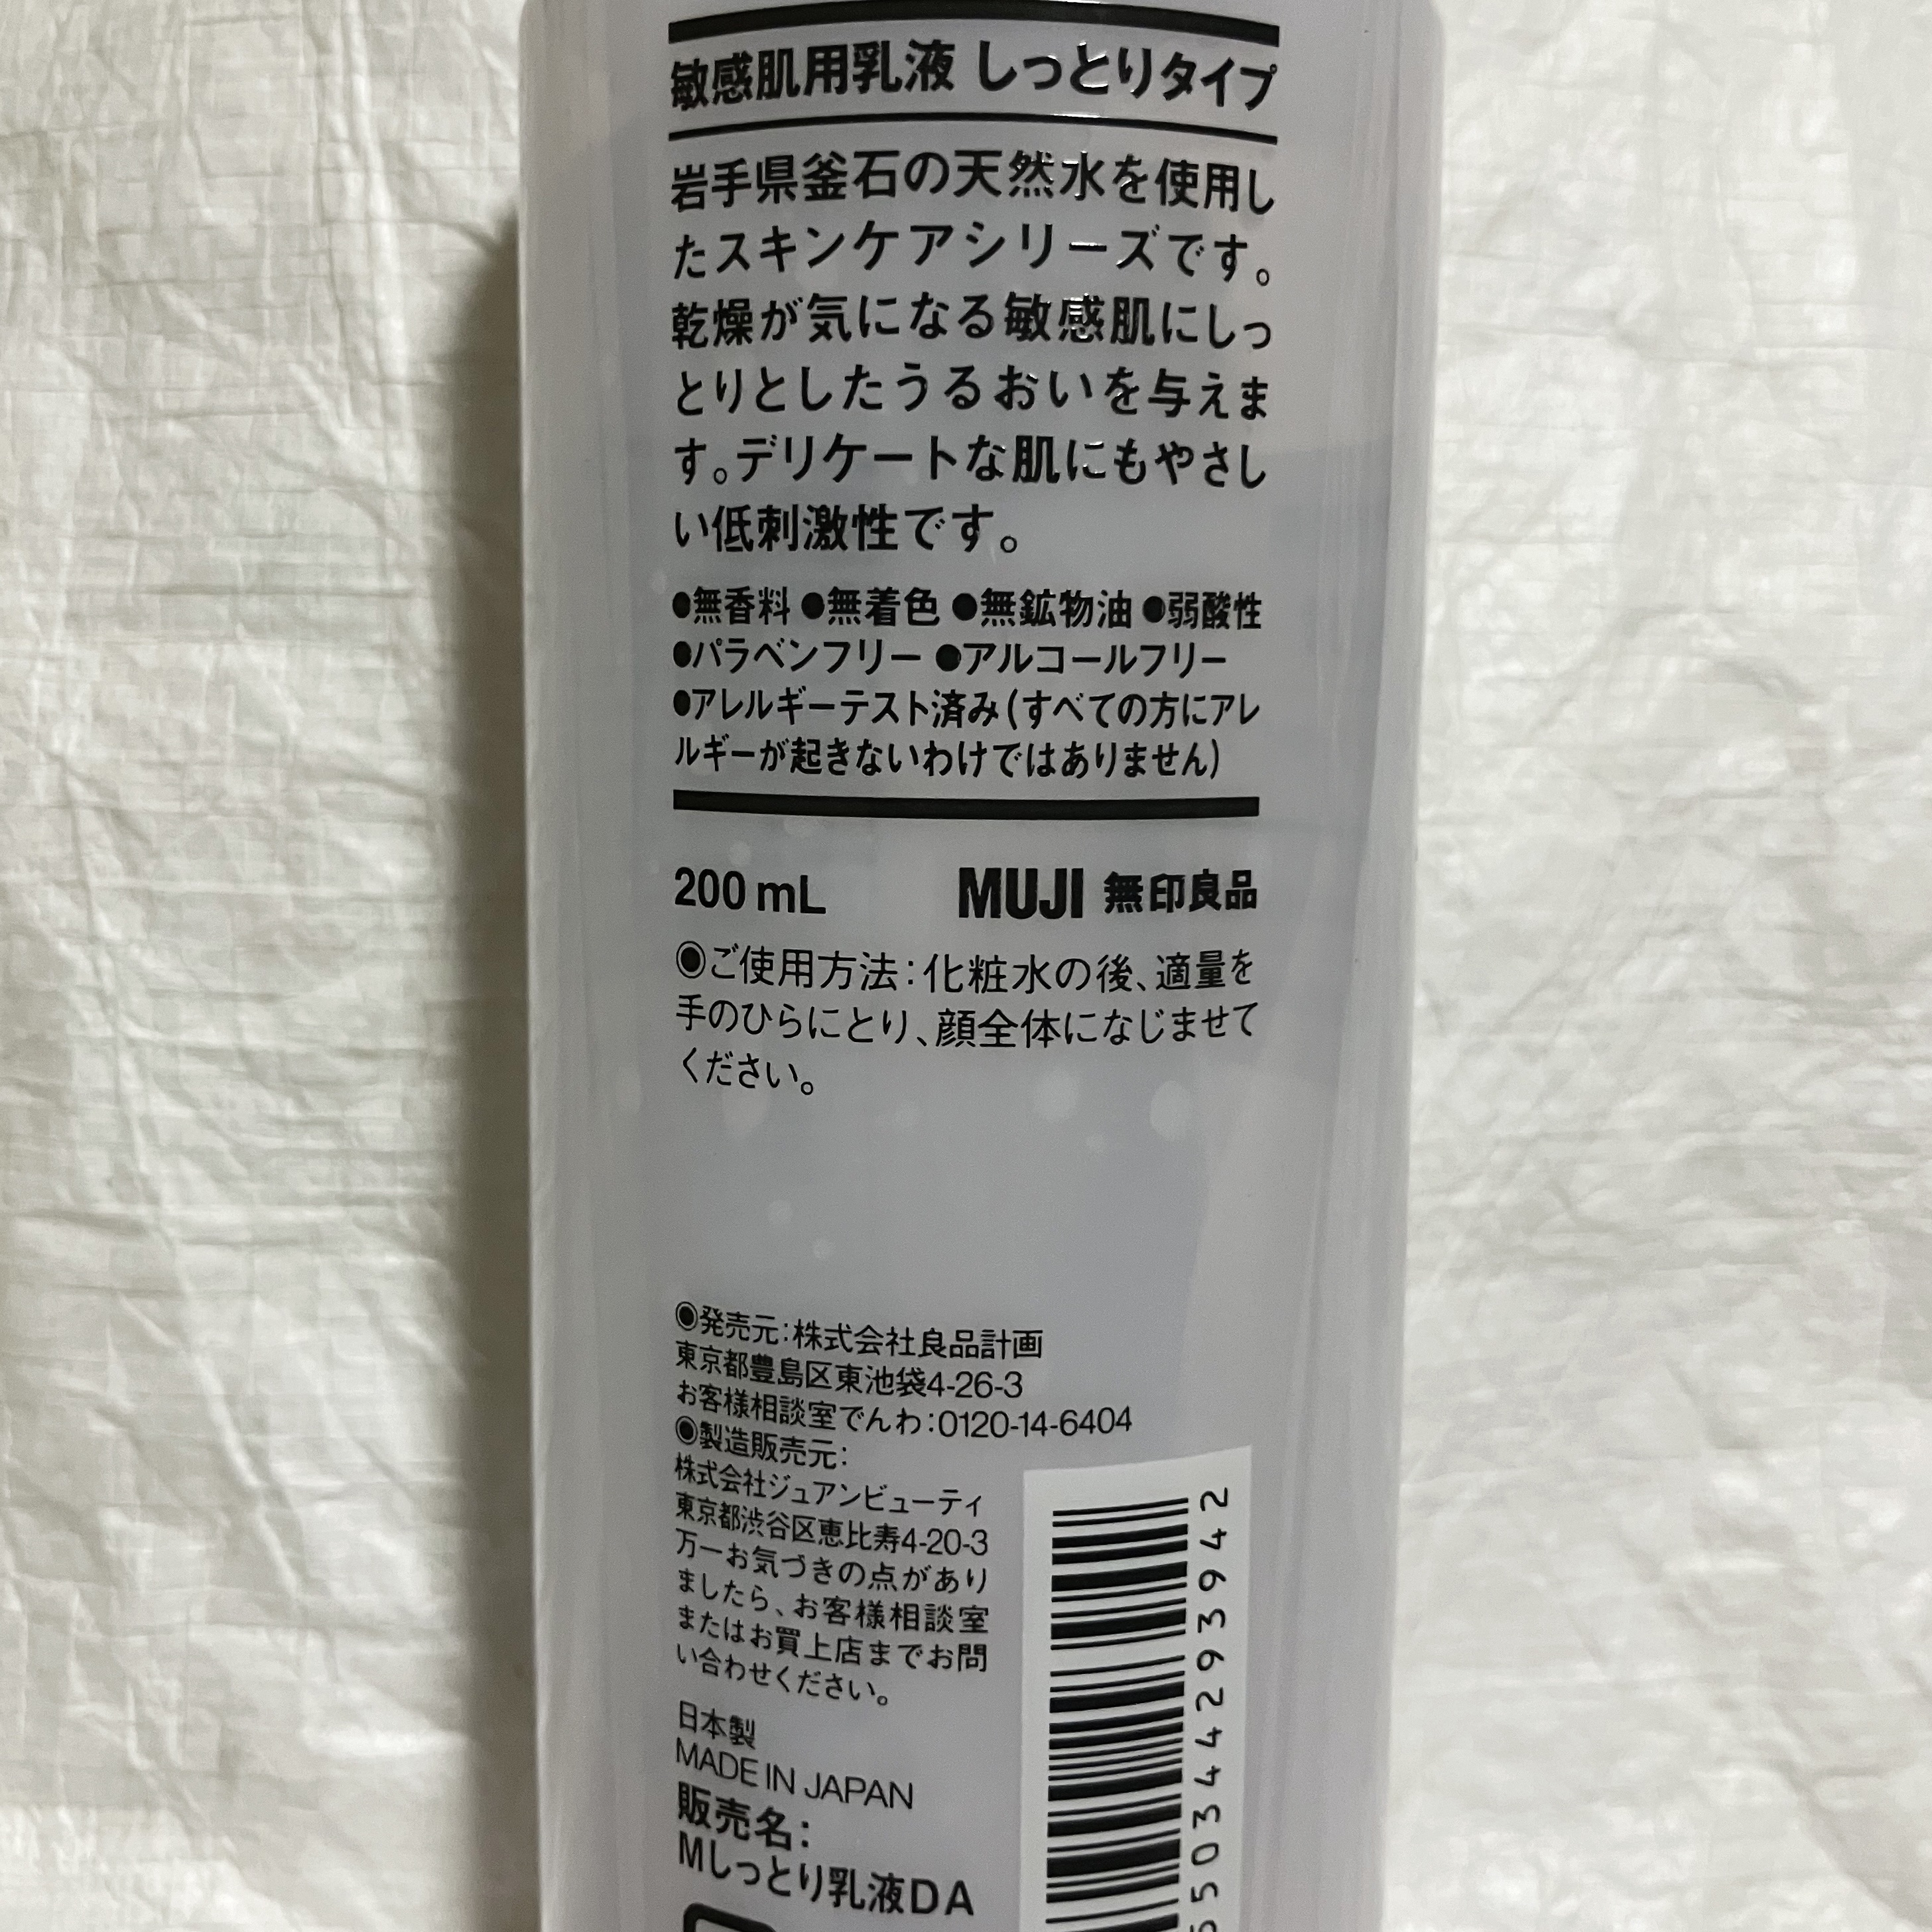 敏感肌用乳液 しっとりタイプ
岩手県釜石の天然水を使用し
たスキンケアシリーズです。
乾燥が気になる敏感肌にしっ
とりとしたうるおいを与えま
す。デリケートな肌にもやさし
い低刺激性です。
●無香料 ●無着色 ●無鉱物油 ●弱酸性
●パラベンフリー ●アルコールフリー
●アレルギーテスト済み(すべての方にアレ
ルギーが起きないわけではありません)
200 mL
MUJI 無印良品
◉ご使用方法:化粧水の後、適量を
手のひらにとり、顔全体になじませて
ください。
◉発売元:株式会社良品計画
東京都豊島区東池袋4-26-3
お客様相談室でんわ:0120-14-6404
◉製造販売元:
株式会社ジュアンビューティ
東京都渋谷区恵比寿4-20-3
万一お気づきの点があり
ましたら、お客様相談室
またはお買上店までお問
い合わせください。
日本製
MADE IN JAPAN
販売名:
Mしっとり乳液DA
550344293942